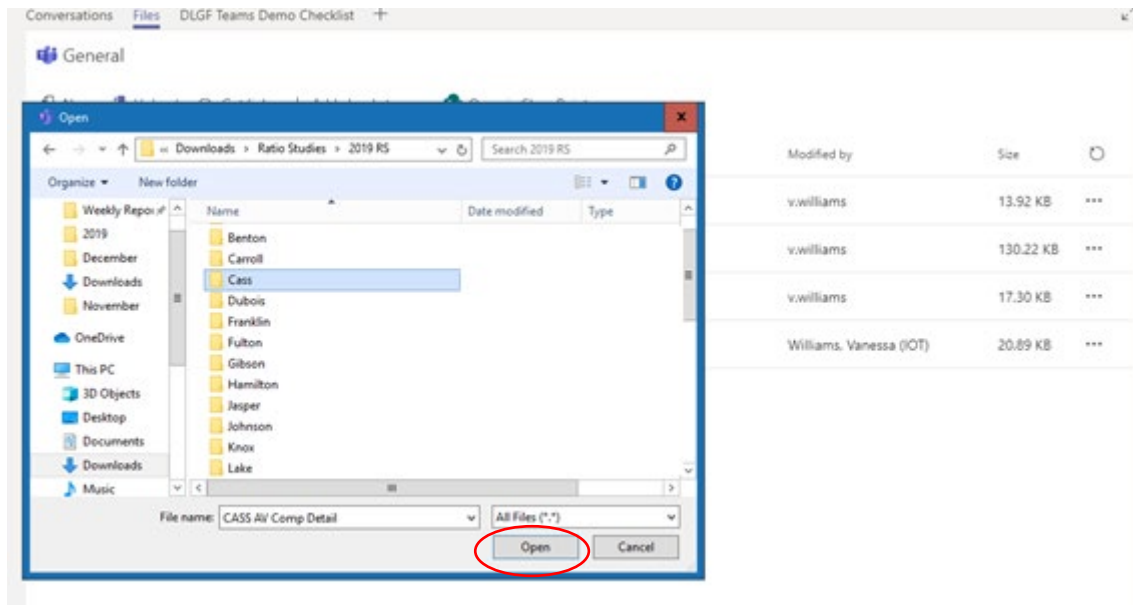 Conversations Files DLGF Teams Demo Checklist +
General
Open
« Downloads › Ratio Studies › 2019 RS
Search 2019 RS
Organize New folder
Name Date modified Type
Weekly Repor
2019
December
Downloads
November
OneDrive
This PC
3D Objects
Desktop
Documents
Downloads
Music
Benton
Carroll
Cass
Dubois
Franklin
Fulton
Gibson
Hamilton
Jasper
Johnson
Knox
Lake
File name: CASS AV Comp Detail All Files (*.*)
Open Cancel
Modified by Size
v.williams 13.92 KB •••
v.williams 130.22 KB •••
v.williams 17.30 KB •••
Williams, Vanessa (IOT) 20.89 KB •••